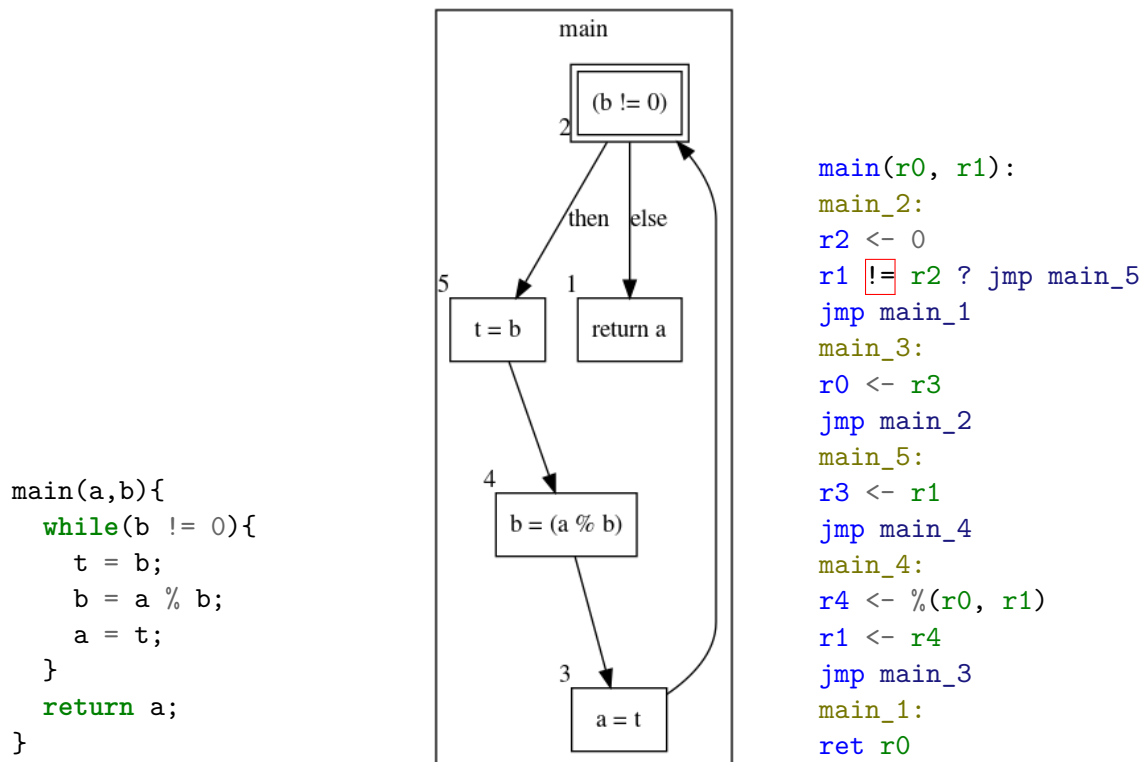 main(a,b){
while(b != 0){
t = b;
b = a % b;
a = t;
}
return a;
}
main
(b != 0)
2
then
else
5
t = b
1
return a
4
b = (a % b)
3
a = t
main(r0, r1):
main_2:
r2 <- 0
r1 != r2 ? jmp main_5
jmp main_1
main_3:
r0 <- r3
jmp main_2
main_5:
r3 <- r1
jmp main_4
main_4:
r4 <- %(r0, r1)
r1 <- r4
jmp main_3
main_1:
ret r0